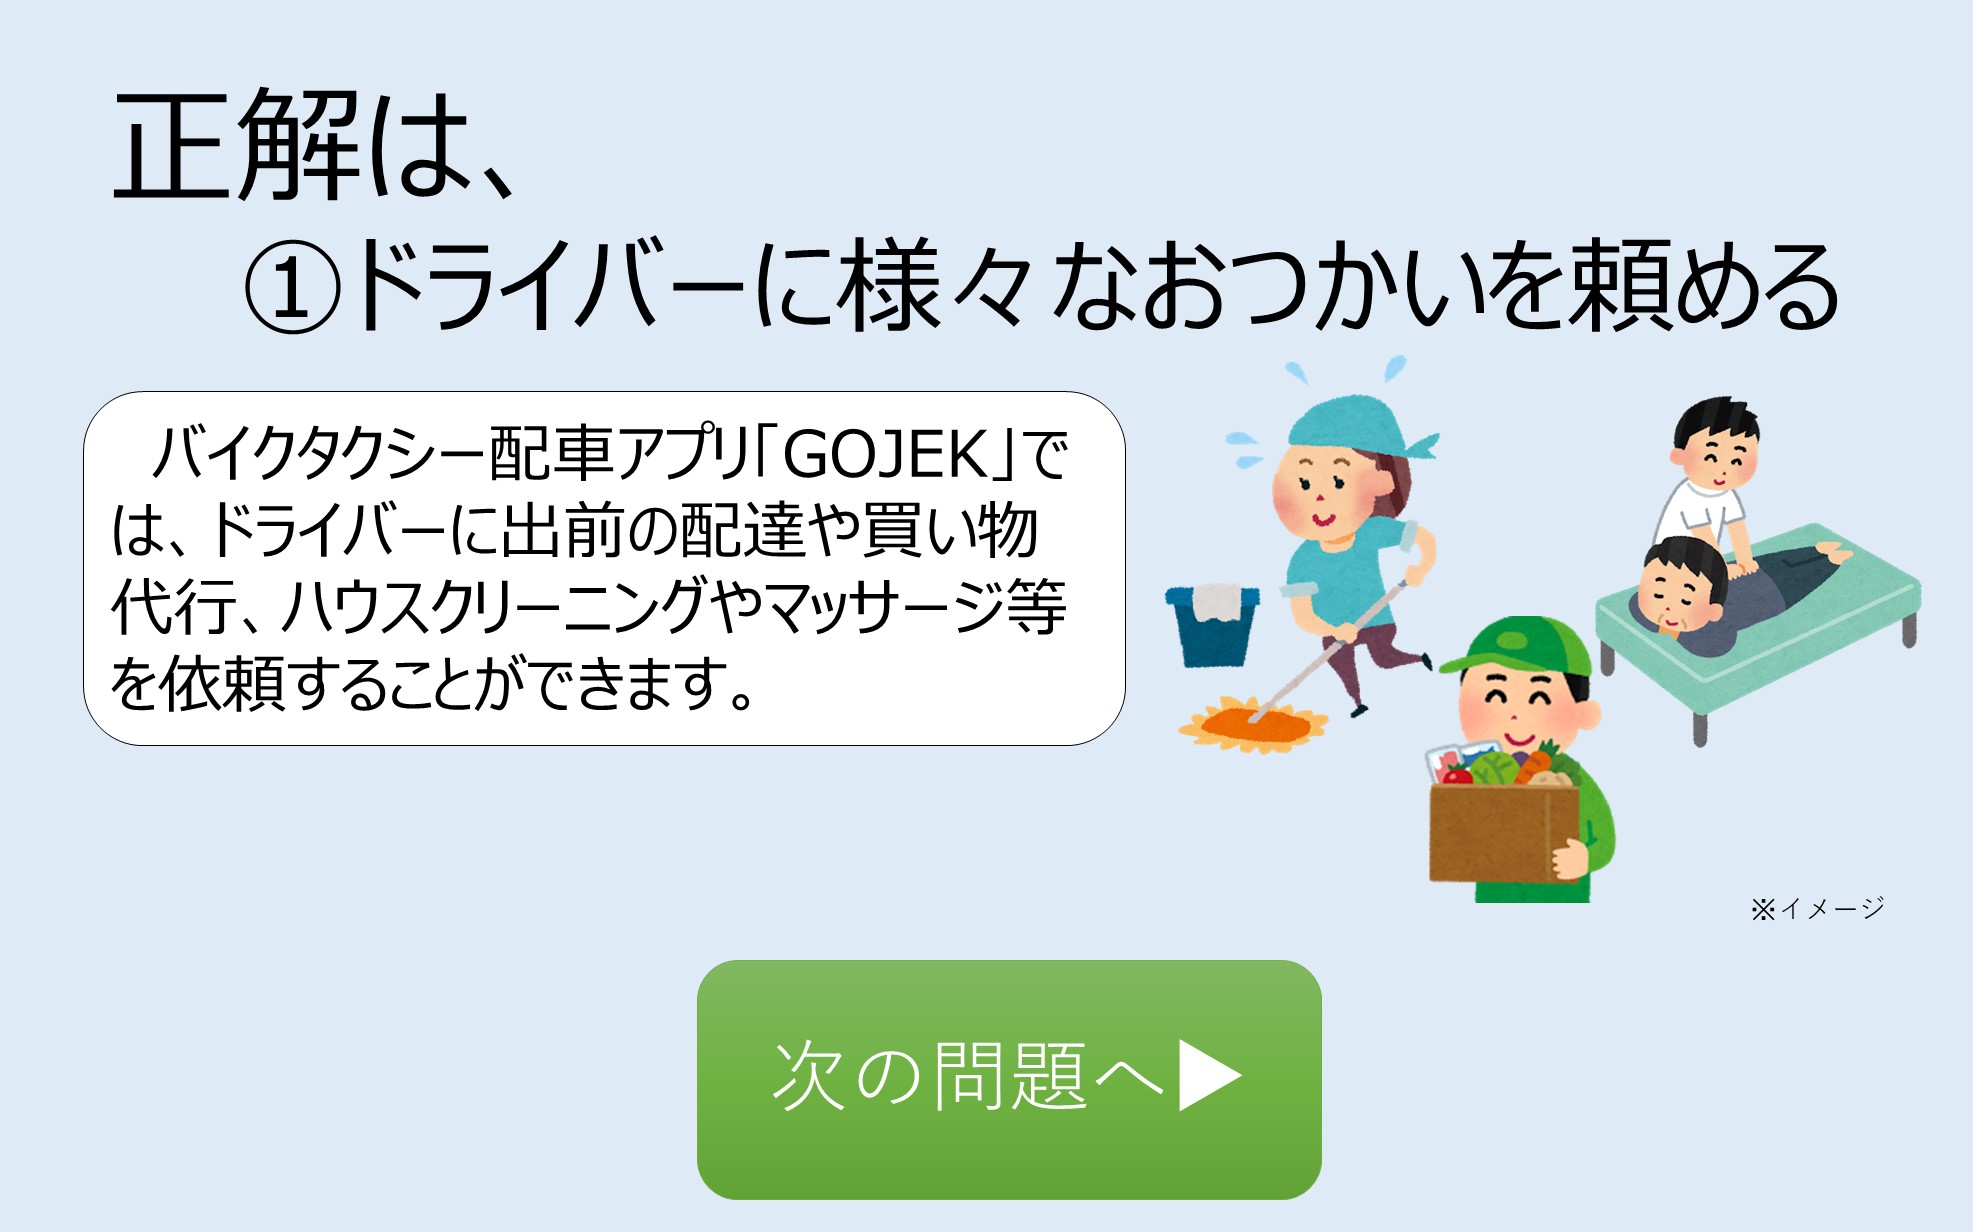 正解は、
①ドライバーに様々なおつかいを頼める
バイクタクシー配車アプリ「GOJEK」で
は、ドライバーに出前の配達や買い物
代行、ハウスクリーニングやマッサージ等
を依頼することができます。
※イメージ
次の問題へ▶